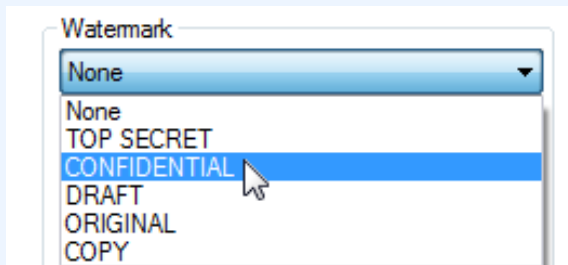 Watermark
None
None
TOP SECRET
CONFIDENTIAL
DRAFT
ORIGINAL
COPY